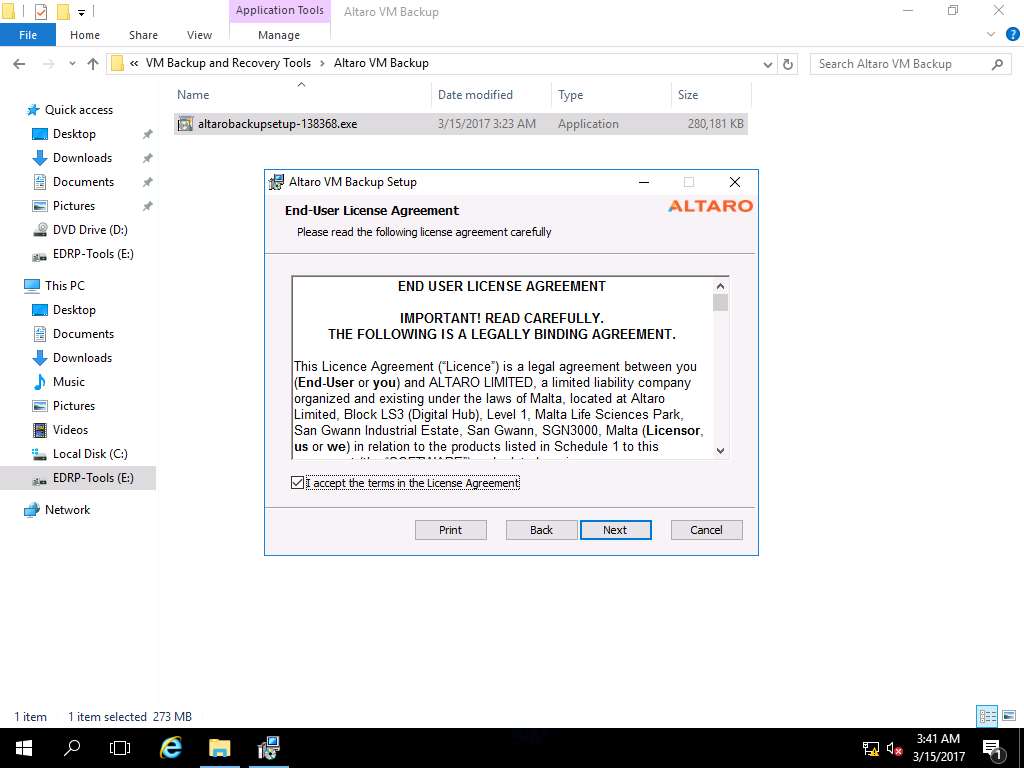 Application Tools
Altaro VM Backup
File
Home
Share
View
Manage
« VM Backup and Recovery Tools › Altaro VM Backup
Search Altaro VM Backup
Quick access
Desktop
Downloads
Documents
Pictures
DVD Drive (D:)
EDRP-Tools (E:)
This PC
Desktop
Documents
Downloads
Music
Pictures
Videos
Local Disk (C:)
EDRP-Tools (E:)
Network
Name
Date modified
Type
Size
altarobackupsetup-138368.exe
3/15/2017 3:23 AM
Application
280,181 KB
Altaro VM Backup Setup
End-User License Agreement
ALTARO
Please read the following license agreement carefully
END USER LICENSE AGREEMENT
IMPORTANT! READ CAREFULLY.
THE FOLLOWING IS A LEGALLY BINDING AGREEMENT.
This Licence Agreement (“Licence”) is a legal agreement between you
(End-User or you) and ALTARO LIMITED, a limited liability company
organized and existing under the laws of Malta, located at Altaro
Limited, Block LS3 (Digital Hub), Level 1, Malta Life Sciences Park,
San Gwann Industrial Estate, San Gwann, SGN3000, Malta (Licensor,
us or we) in relation to the products listed in Schedule 1 to this
I accept the terms in the License Agreement
Print
Back
Next
Cancel
1 item
1 item selected 273 MB
3:41 AM
3/15/2017
1